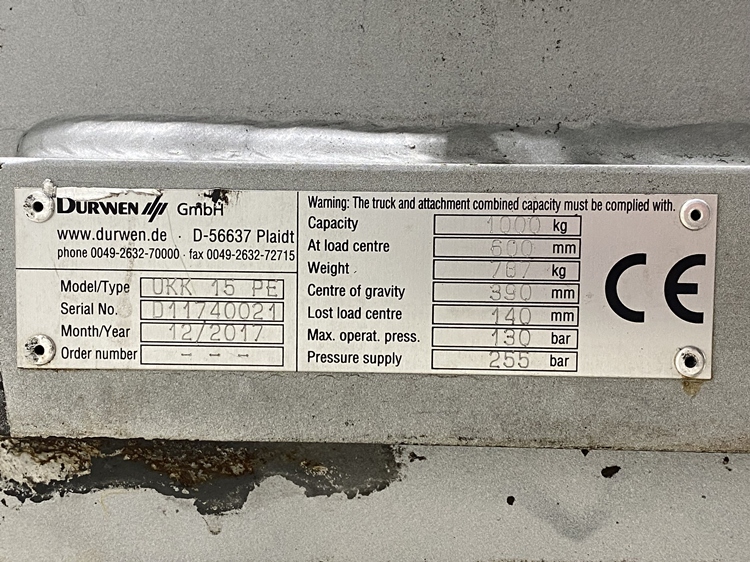 DURWEN GmbH
www.durwen.de · D-56637 Plaidt
phone 0049-2632-70000 · fax 0049-2632-72715
Model/Type UKK 15 PE
Serial No. D11740021
Month/Year 12/2017
Order number - - -
Warning: The truck and attachment combined capacity must be complied with.
Capacity 1000 kg
At load centre 600 mm
Weight 787 kg
Centre of gravity 390 mm
Lost load centre 140 mm
Max. operat. press. 130 bar
Pressure supply 255 bar
CE